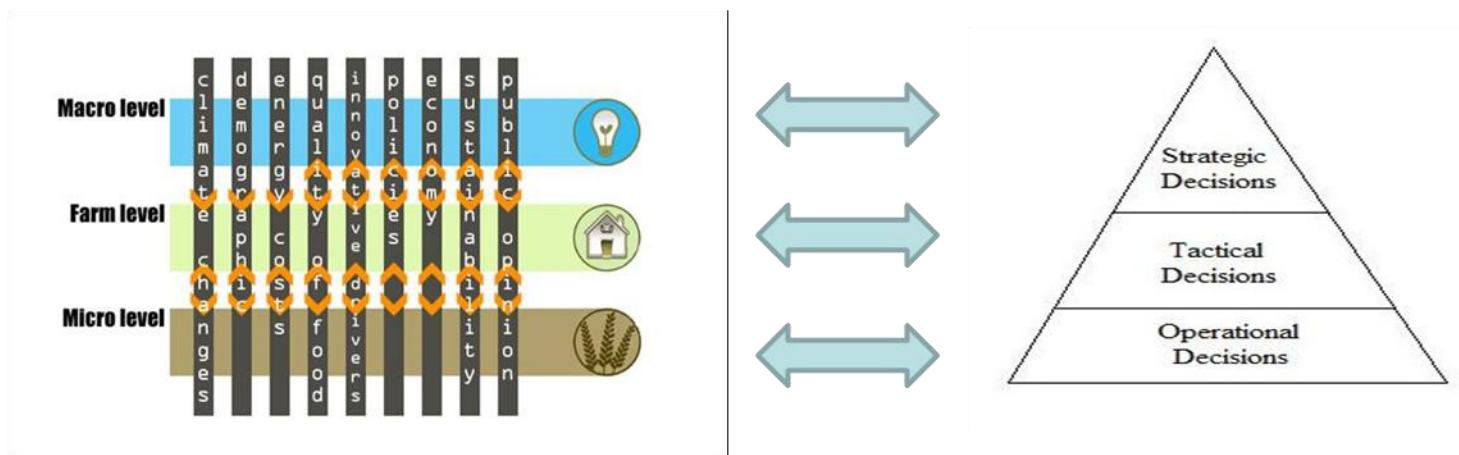 Macro level
Farm level
Micro level
climate changes
demographic
energy costs
quality of food
innovative drivers
policies
economy
sustainability
public opinion
Strategic
Decisions
Tactical
Decisions
Operational
Decisions